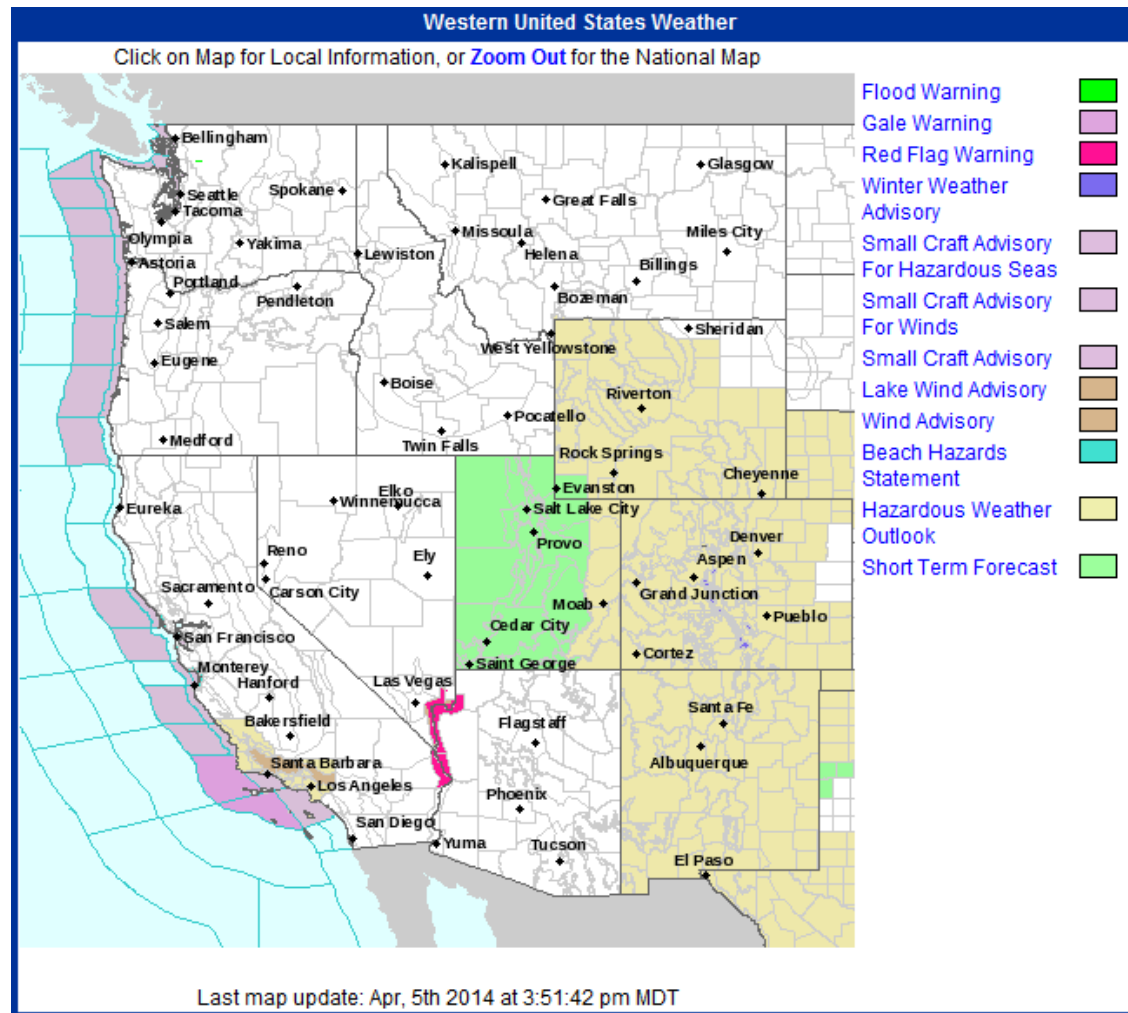 Western United States Weather
Click on Map for Local Information, or Zoom Out for the National Map
Bellingham
Seattle
Tacoma
Olympia
Spokane
Yakima
Astoria
Portland
Pendleton
Lewiston
Salem
Eugene
Medford
Kalispell
Glasgow
Great Falls
Missoula
Helena
Miles City
Billings
Bozeman
Sheridan
West Yellowstone
Boise
Pocatello
Twin Falls
Riverton
Rock Springs
Cheyenne
Evanston
Eureka
Elko
Winnemucca
Salt Lake City
Provo
Denver
Aspen
Reno
Ely
Sacramento
Carson City
Grand Junction
Moab
Pueblo
San Francisco
Cedar City
Cortez
Monterey
Saint George
Hanford
Las Vegas
Bakersfield
Flagstaff
Santa Fe
Albuquerque
Santa Barbara
Los Angeles
Phoenix
San Diego
Yuma
Tucson
El Paso
Flood Warning
Gale Warning
Red Flag Warning
Winter Weather
Advisory
Small Craft Advisory
For Hazardous Seas
Small Craft Advisory
For Winds
Small Craft Advisory
Lake Wind Advisory
Wind Advisory
Beach Hazards
Statement
Hazardous Weather
Outlook
Short Term Forecast
Last map update: Apr, 5th 2014 at 3:51:42 pm MDT